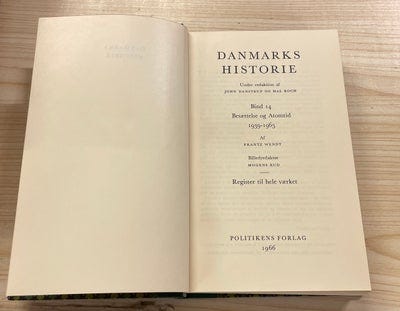 DANMARKS
HISTORIE
Under redaktion af
JOHN DANSTRUP OG HAL KOCH
Bind 14
Besættelse og Atomtid
1939-1965
Af
FRANTZ WENDT
Billedredaktør
MOGENS RUD
Register til hele værket
POLITIKENS FORLAG
1966